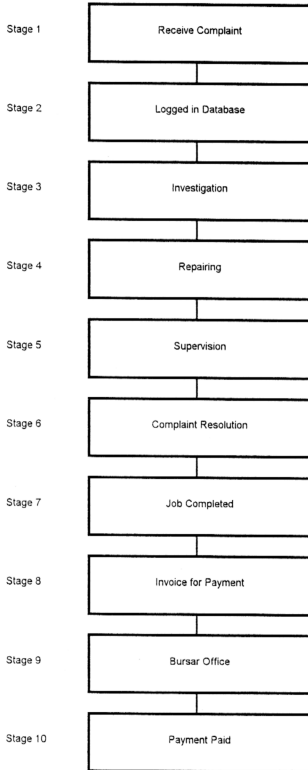 Stage 1 Receive Complaint
Stage 2 Logged in Database
Stage 3 Investigation
Stage 4 Repairing
Stage 5 Supervision
Stage 6 Complaint Resolution
Stage 7 Job Completed
Stage 8 Invoice for Payment
Stage 9 Bursar Office
Stage 10 Payment Paid